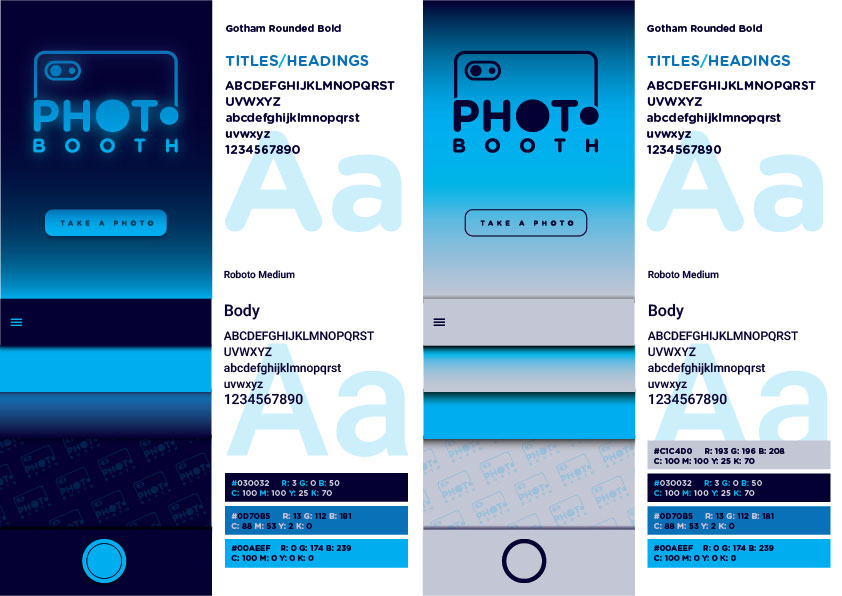 PHOTO
BOOTH
TAKE A PHOTO
Gotham Rounded Bold
TITLES/HEADINGS
ABCDEFGHIJKLMNOPQRST
UVWXYZ
abcdefghijklmnopqrst
uvwxyz
1234567890
Aa
Roboto Medium
Body
ABCDEFGHIJKLMNOPQRST
UVWXYZ
abcdefghijklmnopqrst
uvwxyz
1234567890
Aa
#030032 R: 3 G: 0 B: 50
C: 100 M: 100 Y: 25 K: 70
#0D70B5 R: 13 G: 112 B: 181
C: 88 M: 53 Y: 2 K: 0
#00AEEF R: 0 G: 174 B: 239
C: 100 M: 0 Y: 0 K: 0
PHOTO
BOOTH
TAKE A PHOTO
Gotham Rounded Bold
TITLES/HEADINGS
ABCDEFGHIJKLMNOPQRST
UVWXYZ
abcdefghijklmnopqrst
uvwxyz
1234567890
Aa
Roboto Medium
Body
ABCDEFGHIJKLMNOPQRST
UVWXYZ
abcdefghijklmnopqrst
uvwxyz
1234567890
Aa
#C1C4D0 R: 193 G: 196 B: 208
C: 100 M: 100 Y: 25 K: 70
#030032 R: 3 G: 0 B: 50
C: 100 M: 100 Y: 25 K: 70
#0D70B5 R: 13 G: 112 B: 181
C: 88 M: 53 Y: 2 K: 0
#00AEEF R: 0 G: 174 B: 239
C: 100 M: 0 Y: 0 K: 0